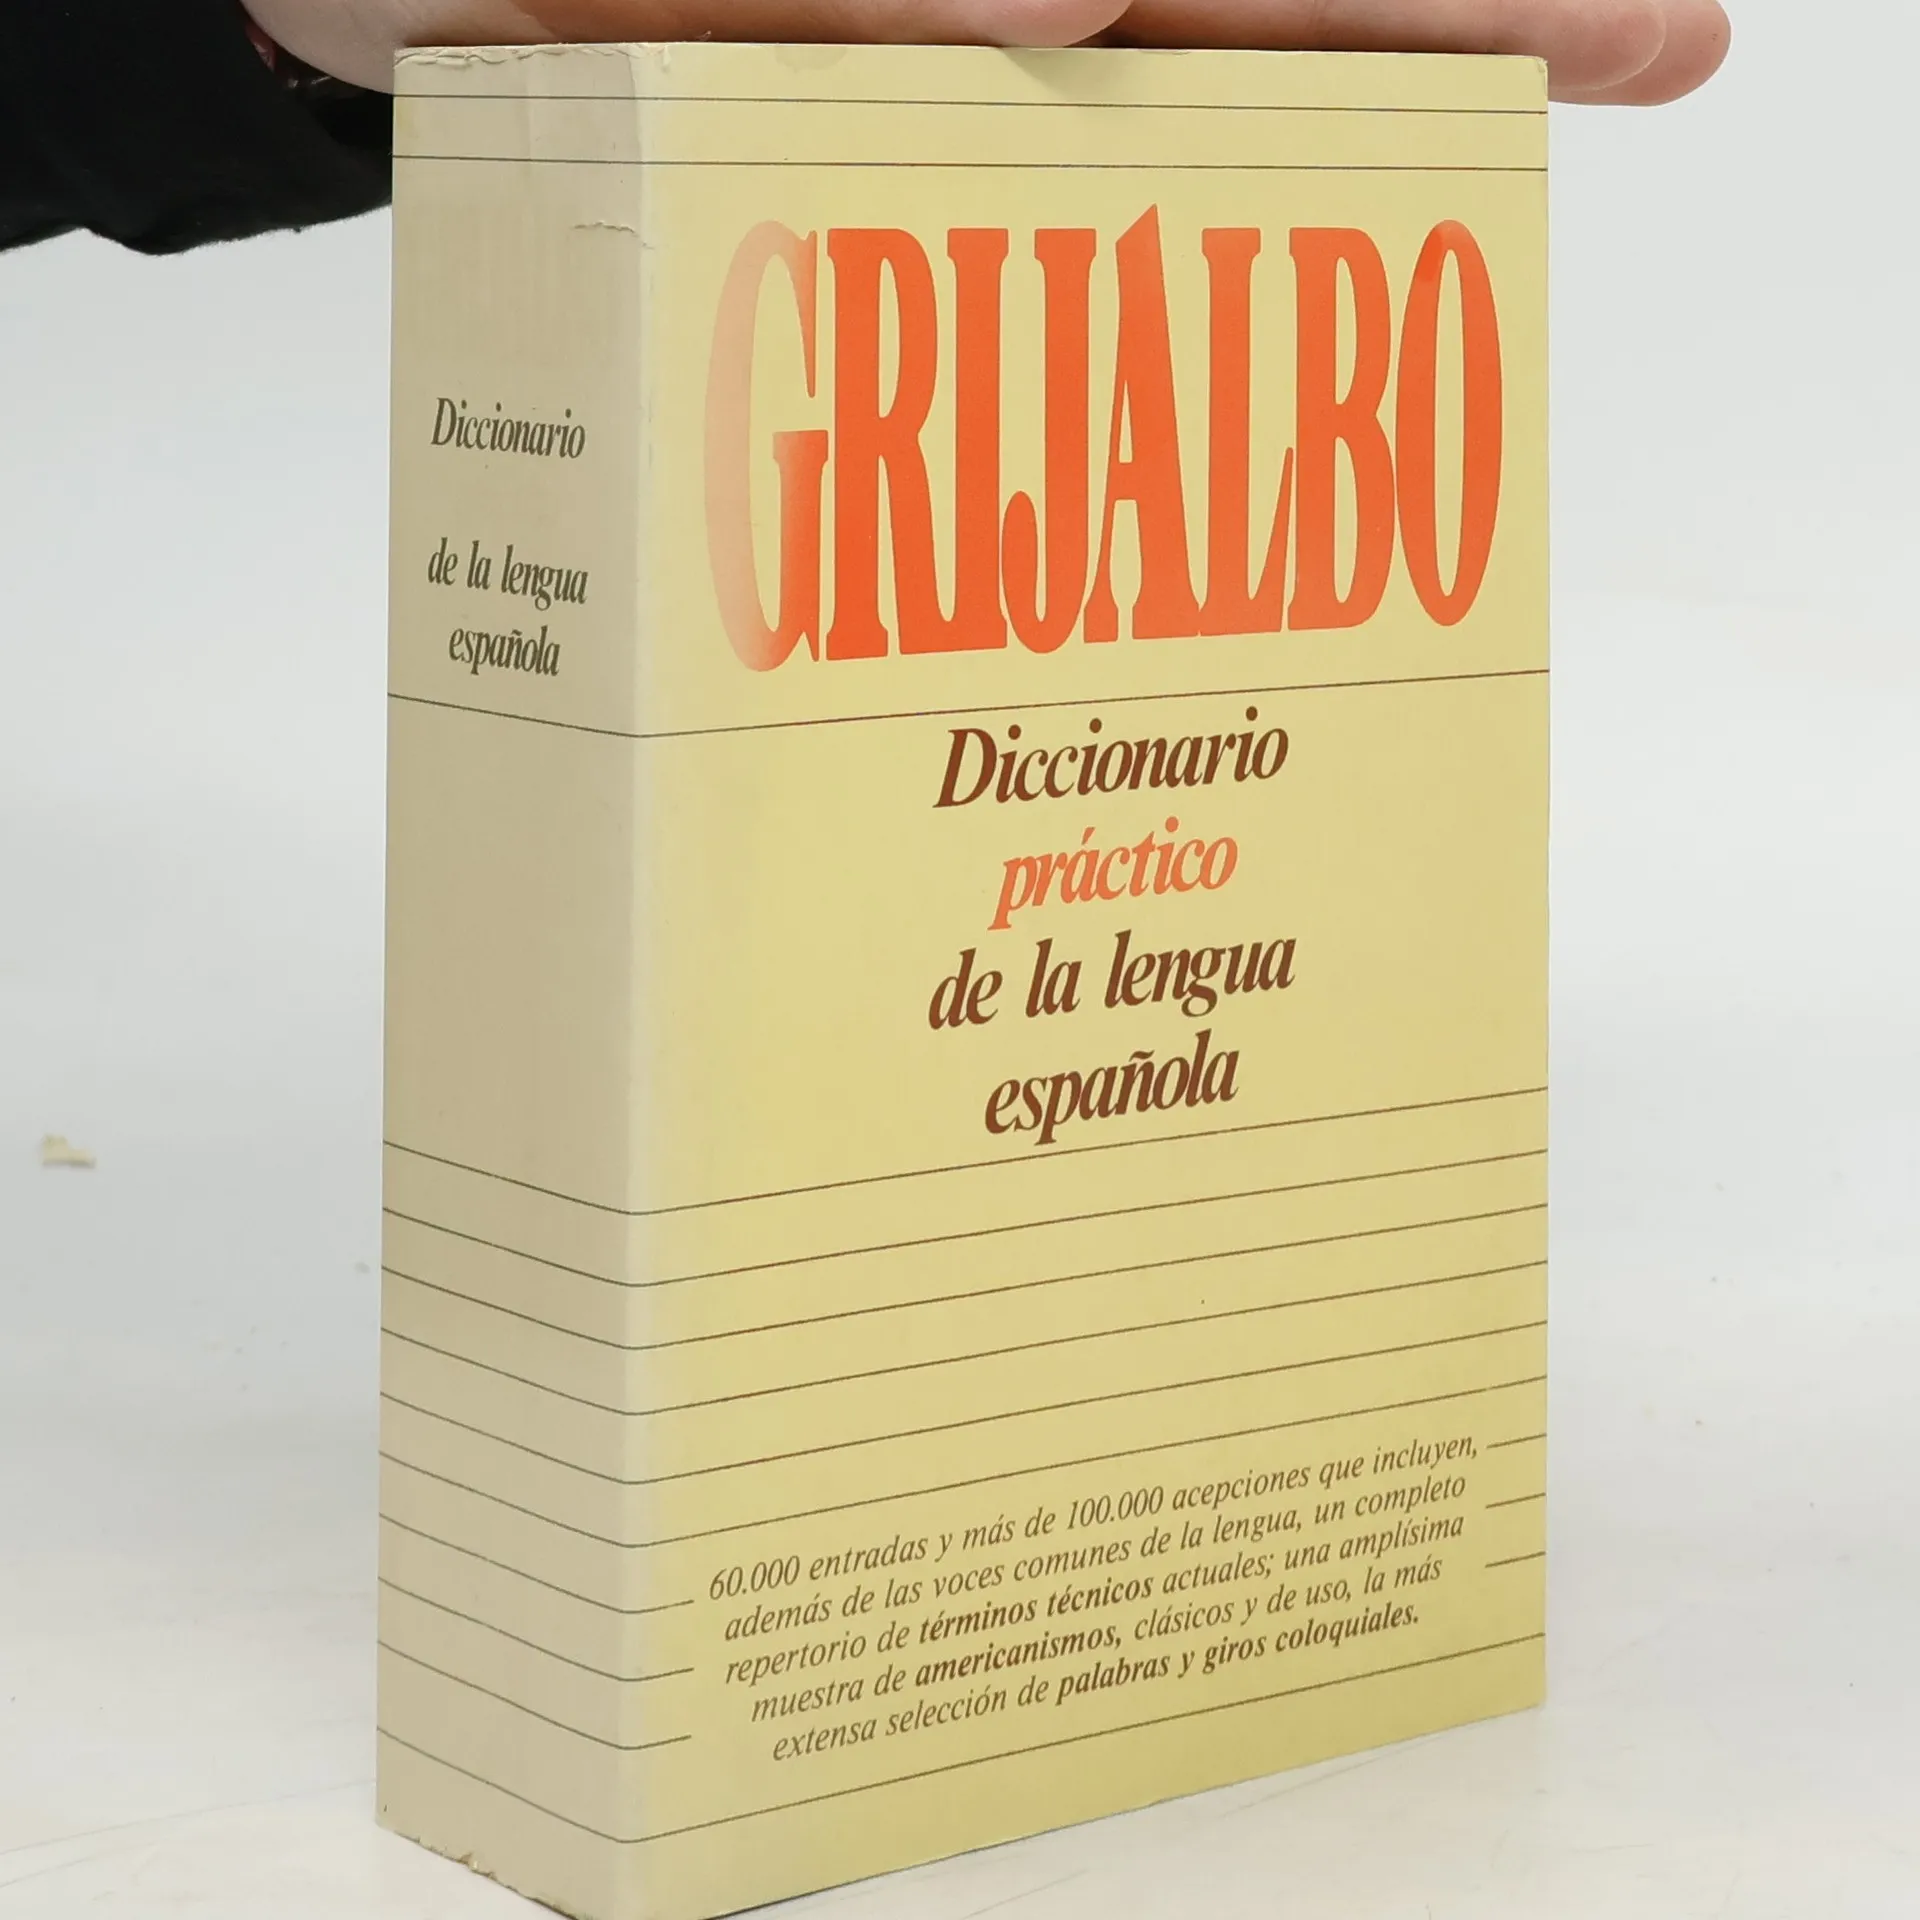 Diccionario
de la lengua
española
GRIJALBO
Diccionario
práctico
de la lengua
española
60.000 entradas y más de 100.000 acepciones que incluyen,
además de las voces comunes de la lengua, un completo
repertorio de términos técnicos actuales; una amplísima
muestra de americanismos, clásicos y de uso, la más
extensa selección de palabras y giros coloquiales.